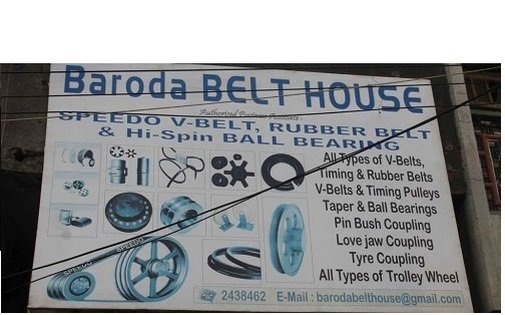 Baroda BELT HOUSE
Authorised Business Associate :
SPEEDO V-BELT, RUBBER BELT
& Hi-Spin BALL BEARING
All Types of V-Belts,
Timing & Rubber Belts
V-Belts & Timing Pulleys
Taper & Ball Bearings
Pin Bush Coupling
Love jaw Coupling
Tyre Coupling
All Types of Trolley Wheel
SPEEDO
SPEEDO
2438462 E-Mail : barodabelthouse@gmail.com